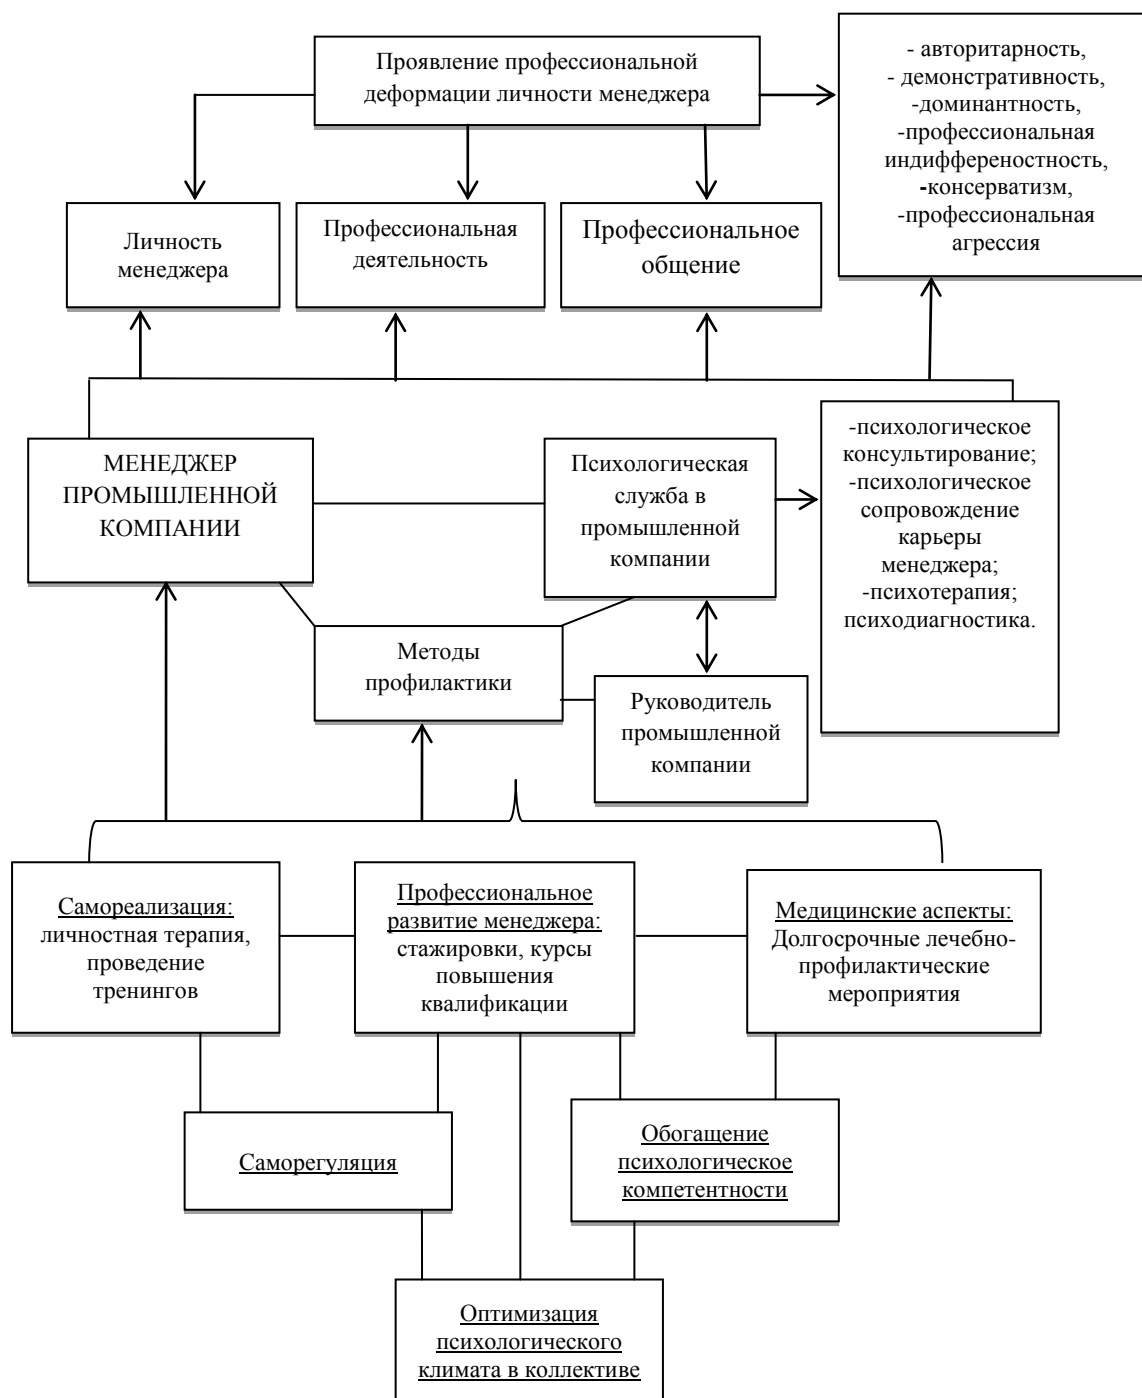 Проявление профессиональной
деформации личности менеджера
- авторитарность,
- демонстративность,
-доминантность,
-профессиональная
индиференостность,
-консерватизм,
-профессиональная
агрессия
Личность
менеджера
Профессиональная
деятельность
Профессиональное
общение
МЕНЕДЖЕР
ПРОМЫШЛЕННОЙ
КОМПАНИИ
Психологическая
служба в
промышленной
компании
-психологическое
консультирование;
-психологическое
сопровождение
карьеры
менеджера;
-психотерапия;
психодиагностика.
Методы
профилактики
Руководитель
промышленной
компании
Самореализация:
личностная терапия,
проведение
тренингов
Профессиональное
развитие менеджера:
стажировки, курсы
повышения
квалификации
Медицинские аспекты:
Долгосрочные лечебно-
профилактические
мероприятия
Саморегуляция
Обогащение
психологическое
компетентности
Оптимизация
психологического
климата в коллективе